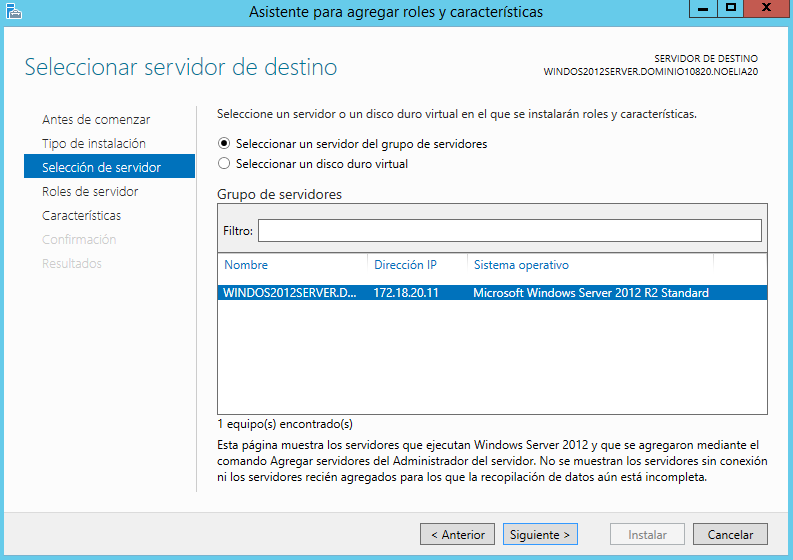 Asistente para agregar roles y características
Seleccionar servidor de destino
SERVIDOR DE DESTINO
WINDOS2012SERVER.DOMINIO10820.NOELIA20
Antes de comenzar
Tipo de instalación
Selección de servidor
Roles de servidor
Características
Confirmación
Resultados
Seleccione un servidor o un disco duro virtual en el que se instalarán roles y características.
Seleccionar un servidor del grupo de servidores
Seleccionar un disco duro virtual
Grupo de servidores
Filtro:
Nombre Dirección IP Sistema operativo
WINDOS2012SERVER.D... 172.18.20.11 Microsoft Windows Server 2012 R2 Standard
1 equipo(s) encontrado(s)
Esta página muestra los servidores que ejecutan Windows Server 2012 y que se agregaron mediante el
comando Agregar servidores del Administrador del servidor. No se muestran los servidores sin conexión
ni los servidores recién agregados para los que la recopilación de datos aún está incompleta.
< Anterior Siguiente > Instalar Cancelar